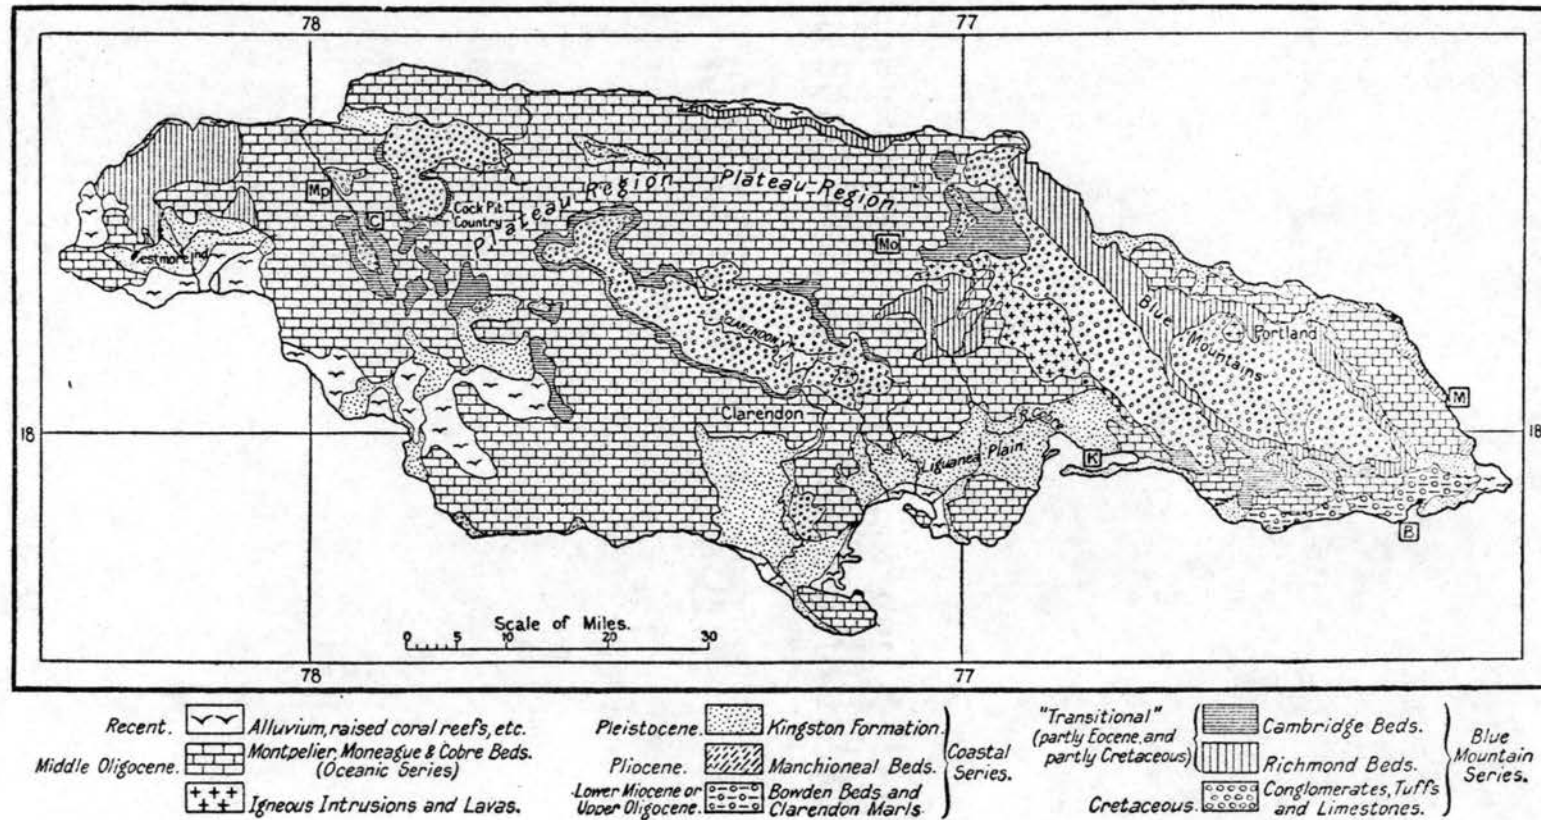 78
77
Mp
C
Cock Pit
Country
Plateau-Region
Plateau-Region
Mo
Westmoreland
CLARENDON
Blue
Mountains
Portland
Clarendon
R. Cobre
Liguanea Plain
M
18
18
K
B
Scale of Miles.
0 5 10 20 30
78
77
Recent. Alluvium, raised coral reefs, etc.
Middle Oligocene. Montpelier, Moneague & Cobre Beds.
(Oceanic Series)
Igneous Intrusions and Lavas.
Pleistocene. Kingston Formation.
Pliocene. Manchioneal Beds.
Lower Miocene or
Upper Oligocene.
Bowden Beds and
Clarendon Marls
Coastal
Series.
"Transitional"
(partly Eocene, and
partly Cretaceous)
Cambridge Beds.
Richmond Beds.
Cretaceous.
Conglomerates, Tuffs
and Limestones.
Blue
Mountain
Series.